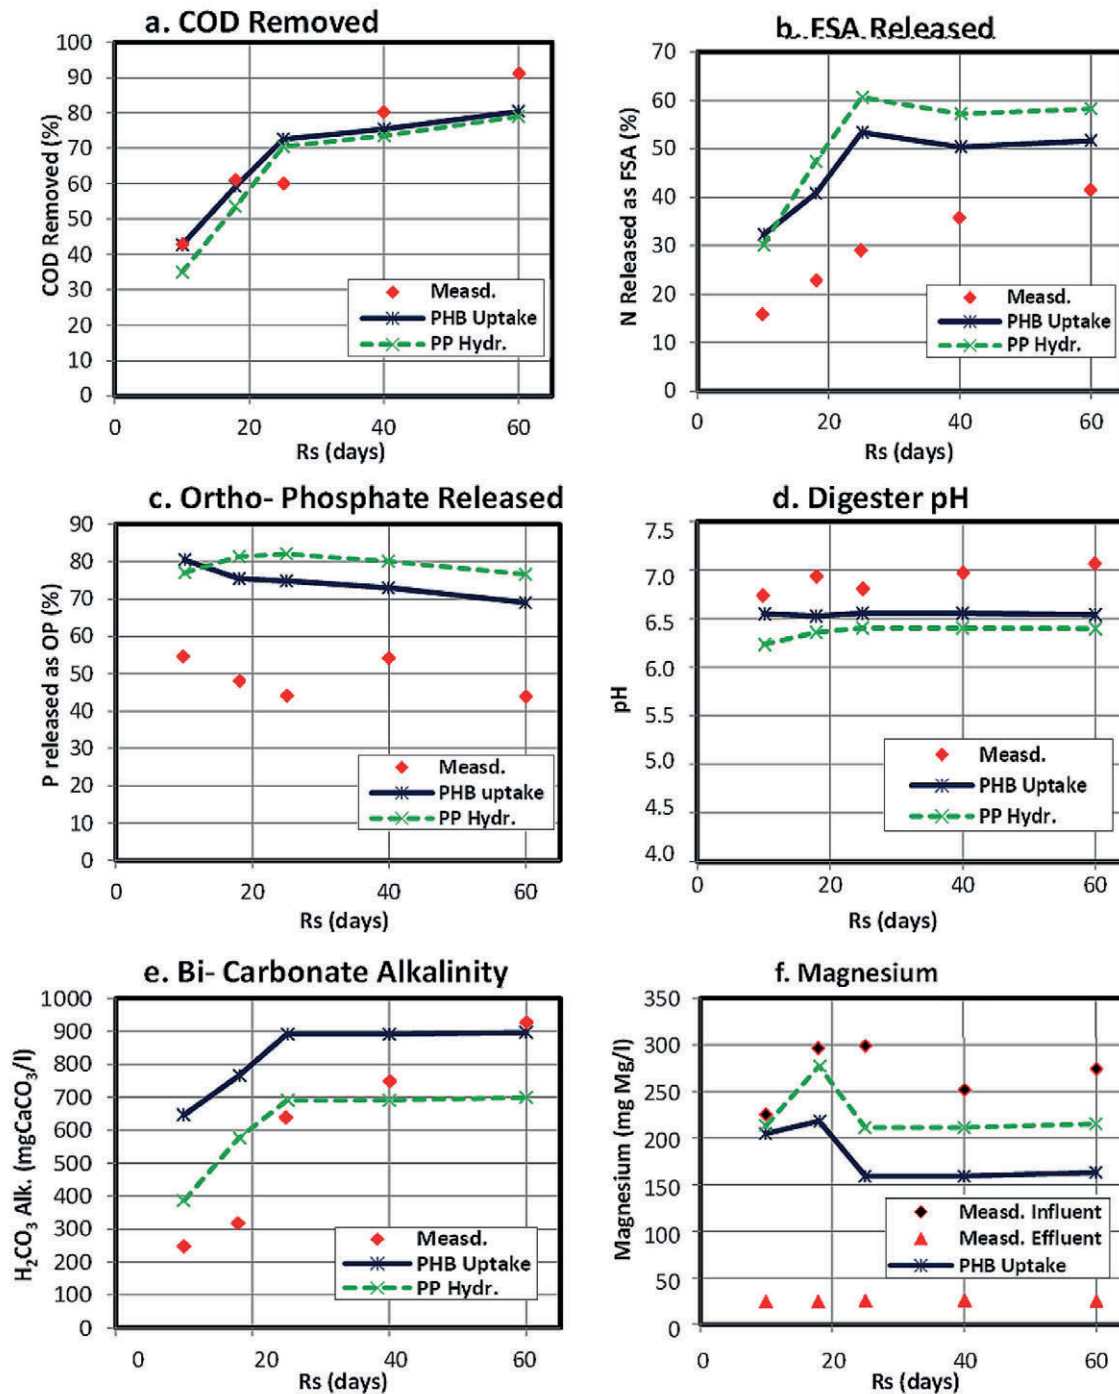 a. COD Removed
COD Removed (%)
100
90
80
70
60
50
40
30
20
10
0
0 20 40 60
Rs (days)
Measd.
PHB Uptake
PP Hydr.
b. FSA Released
N Released as FSA (%)
70
60
50
40
30
20
10
0
0 20 40 60
Rs (days)
Measd.
PHB Uptake
PP Hydr.
c. Ortho- Phosphate Released
P released as OP (%)
90
80
70
60
50
40
30
20
10
0
0 20 40 60
Rs (days)
Measd.
PHB uptake
PP Hydr.
d. Digester pH
pH
7.5
7.0
6.5
6.0
5.5
5.0
4.5
4.0
0 20 40 60
Rs (days)
Measd.
PHB Uptake
PP Hydr.
e. Bi- Carbonate Alkalinity
H₂CO₃ Alk. (mgCaCO₃/l)
1000
900
800
700
600
500
400
300
200
100
0
0 20 40 60
Rs (days)
Measd.
PHB Uptake
PP Hydr.
f. Magnesium
Magnesium (mg Mg/l)
350
300
250
200
150
100
50
0
0 20 40 60
Rs (days)
Measd. Influent
Measd. Effluent
PHB Uptake